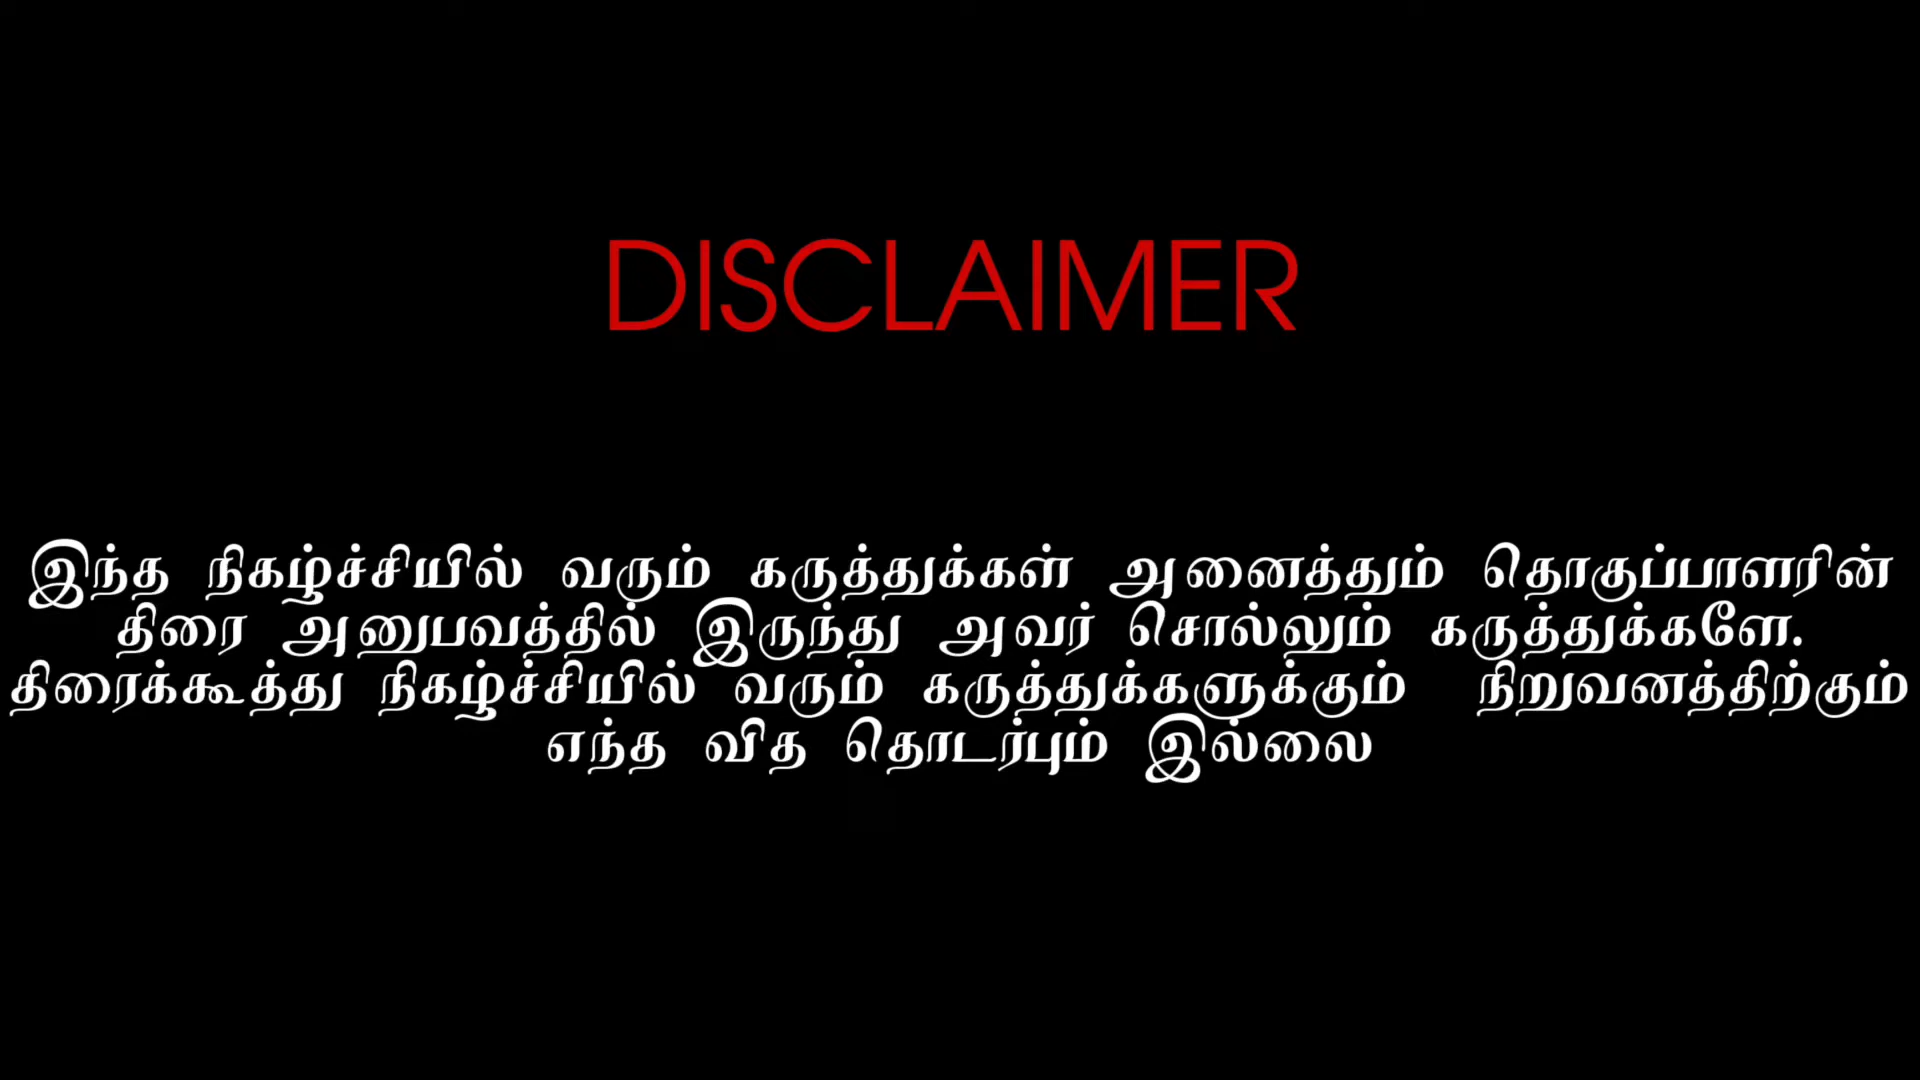 DISCLAIMER
இந்த நிகழ்ச்சியில் வரும் கருத்துக்கள் அனைத்தும் தொகுப்பாளரின்
திரை அனுபவத்தில் இருந்து அவர் சொல்லும் கருத்துக்களே.
திரைக்கூத்து நிகழ்ச்சியில் வரும் கருத்துக்களுக்கும் நிறுவனத்திற்கும்
எந்த வித தொடர்பும் இல்லை